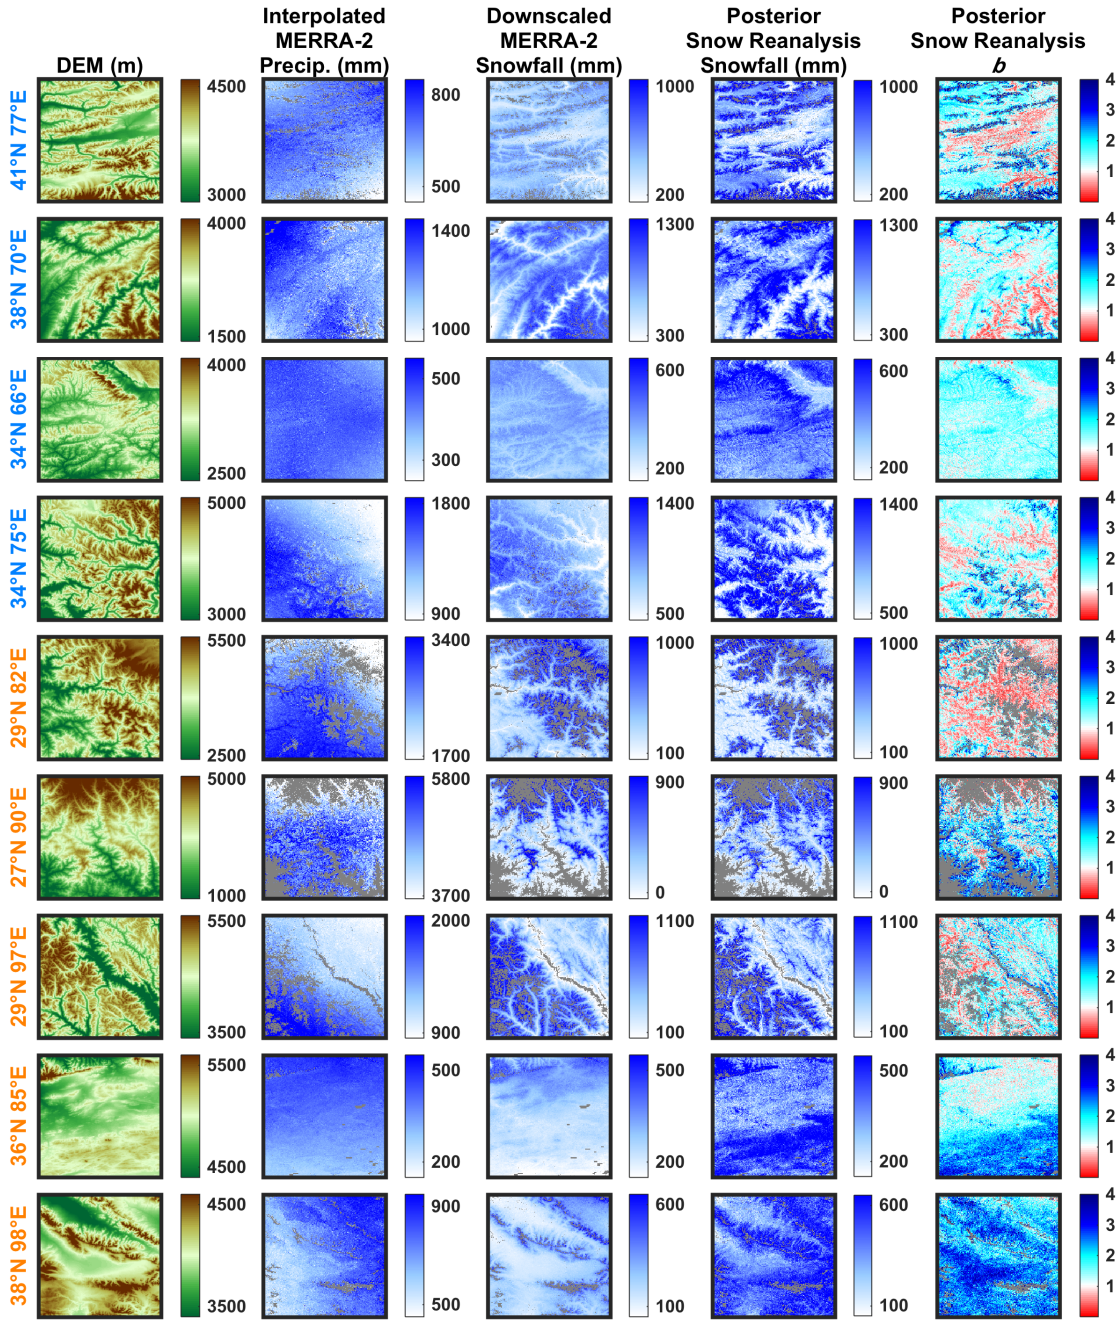 Interpolated Downscaled Posterior Posterior
MERRA-2 MERRA-2 Snow Reanalysis Snow Reanalysis
DEM (m) Precip. (mm) Snowfall (mm) Snowfall (mm) b
41°N 77°E 4500 3000 800 500 1000 200 1000 200 4 3 2 1
38°N 70°E 4000 1500 1400 1000 1300 300 1300 300 4 3 2 1
34°N 66°E 4000 2500 500 300 600 200 600 200 4 3 2 1
34°N 75°E 5000 3000 1800 900 1400 500 1400 500 4 3 2 1
29°N 82°E 5500 2500 3400 1700 1000 100 1000 100 4 3 2 1
27°N 90°E 5000 1000 5800 3700 900 0 900 0 4 3 2 1
29°N 97°E 5500 3500 2000 900 1100 100 1100 100 4 3 2 1
36°N 85°E 5500 4500 500 200 500 200 500 200 4 3 2 1
38°N 98°E 4500 3500 900 500 600 100 600 100 4 3 2 1